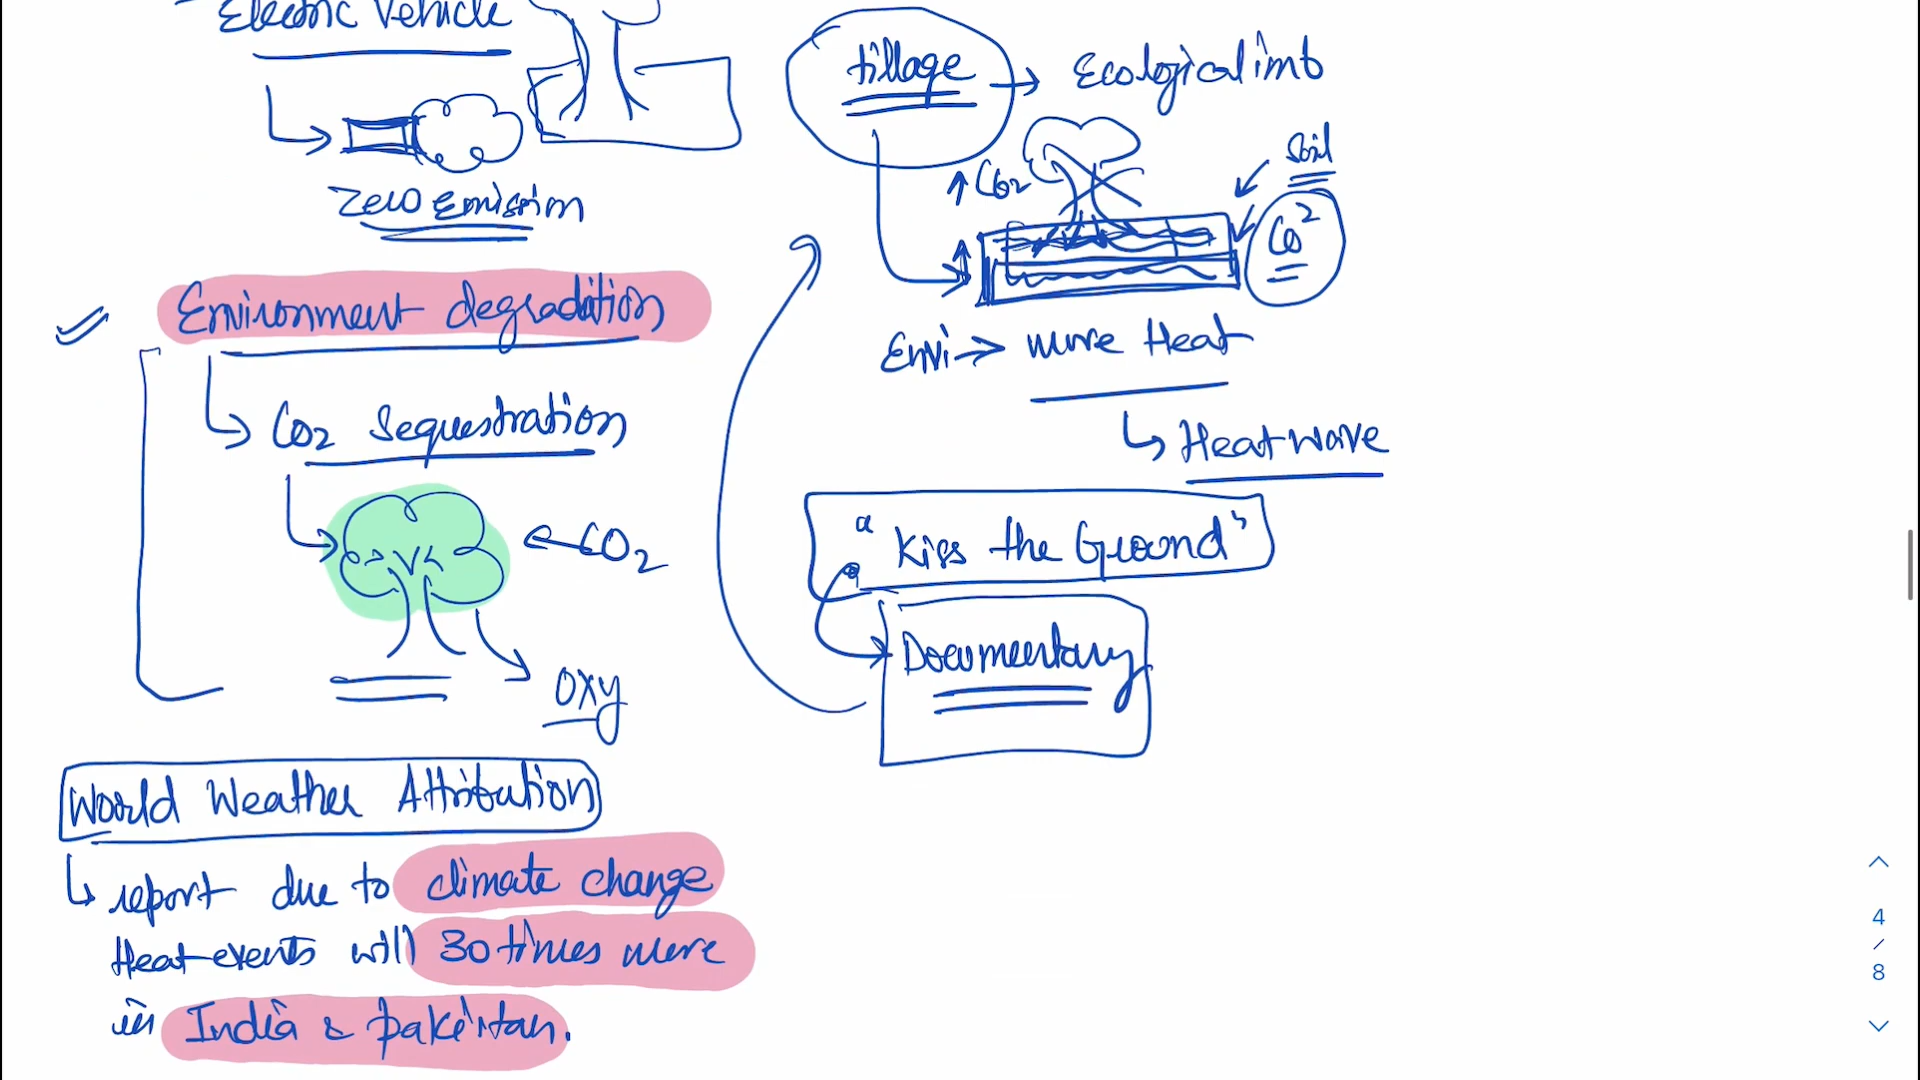 Electric Vehicle
Zero Emission
Environment degradition
CO2 Sequestration
CO2
OXY
World Weather Attribution
report due to climate change
Heat events will 30 times more
in India & pakistan.
tillage → Ecological imb
↑ CO2
Soil
CO2
Envi → more Heat
Heat wave
"Kiss the Ground"
Documentary
4
/
8